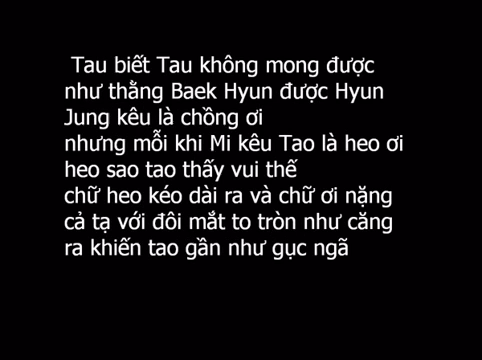 Tau biết Tau không mong được
như thằng Baek Hyun được Hyun
Jung kêu là chồng ơi
nhưng mỗi khi Mi kêu Tao là heo ơi
heo sao tao thấy vui thế
chữ heo kéo dài ra và chữ ơi nặng
cả tạ với đôi mắt to tròn như căng
ra khiến tao gần như gục ngã